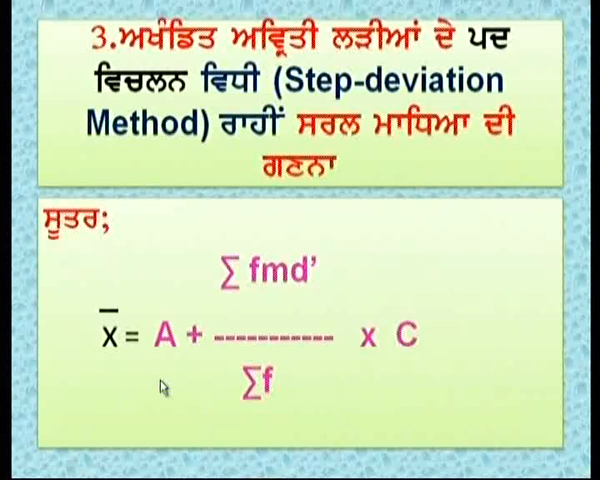 3.ਅਖੰਡਿਤ ਅਵ੍ਰਿਤੀ ਲੜੀਆਂ ਦੇ ਪਦ
ਵਿਚਲਨ ਵਿਧੀ (Step-deviation
Method) ਰਾਹੀਂ ਸਰਲ ਮਾਧਿਆ ਦੀ
ਗਣਨਾ
ਸੂਤਰ;
∑ fmd’
x̅ = A + ----------- x C
∑f